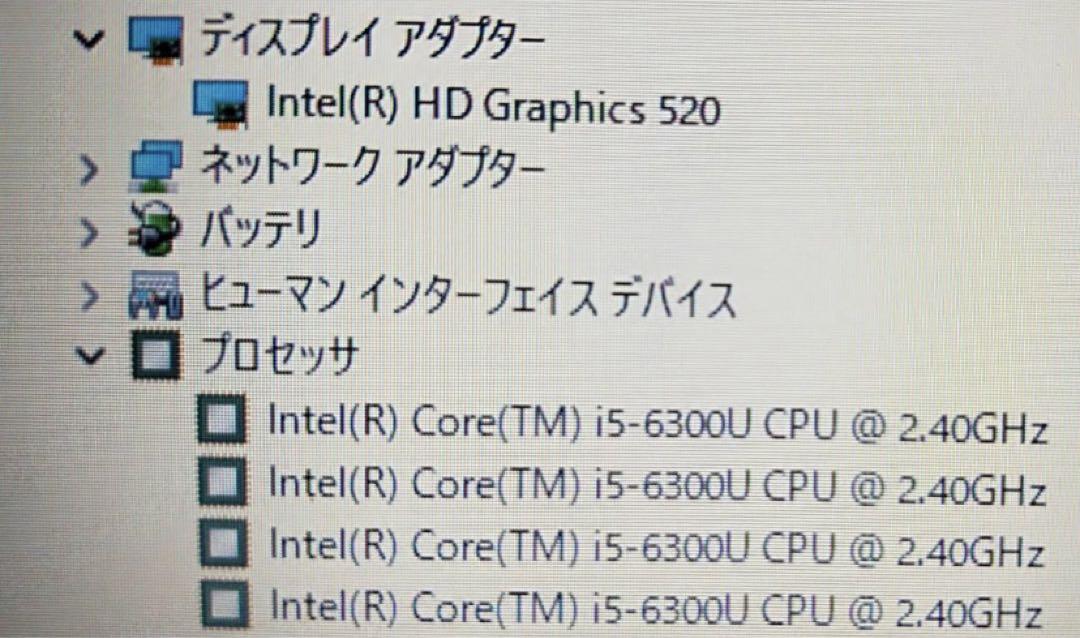 ディスプレイ アダプター
Intel(R) HD Graphics 520
ネットワーク アダプター
バッテリ
ヒューマン インターフェイス デバイス
プロセッサ
Intel(R) Core(TM) i5-6300U CPU @ 2.40GHz
Intel(R) Core(TM) i5-6300U CPU @ 2.40GHz
Intel(R) Core(TM) i5-6300U CPU @ 2.40GHz
Intel(R) Core(TM) i5-6300U CPU @ 2.40GHz